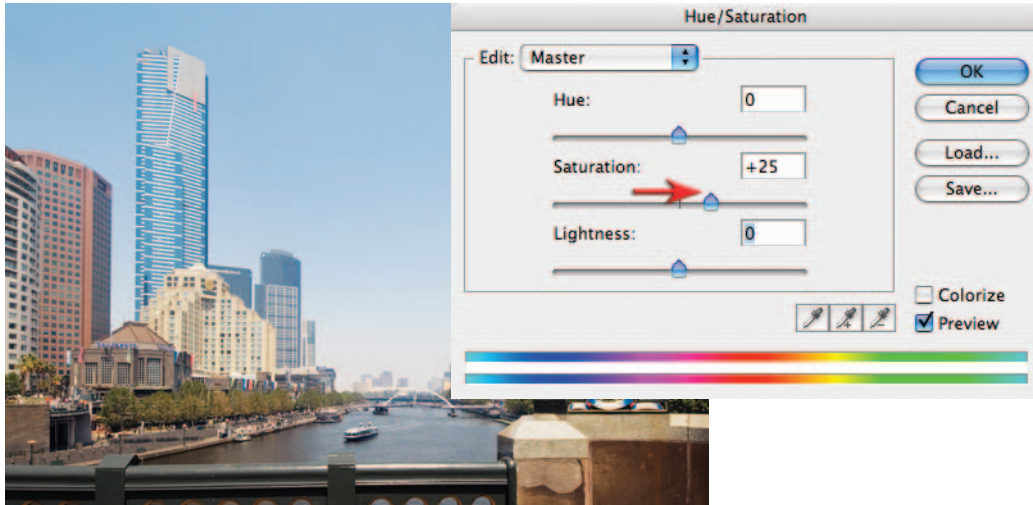 Hue/Saturation
Edit: Master
Hue: 0
Saturation: +25
Lightness: 0
OK
Cancel
Load...
Save...
Colorize
Preview